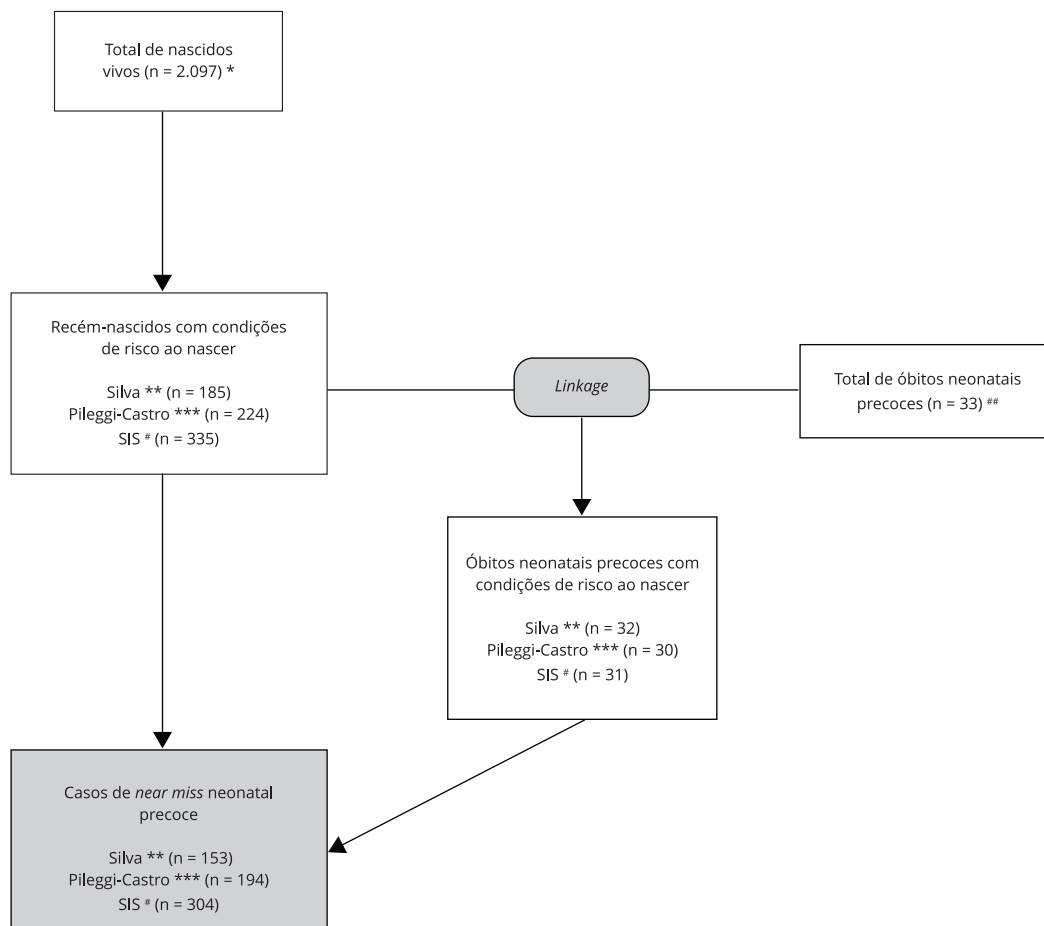 Total de nascidos
vivos (n = 2.097) *
Recém-nascidos com condições
de risco ao nascer
Silva ** (n = 185)
Pileggi-Castro *** (n = 224)
SIS # (n = 335)
Linkage
Total de óbitos neonatais
precoces (n = 33) ##
Óbitos neonatais precoces com
condições de risco ao nascer
Silva ** (n = 32)
Pileggi-Castro *** (n = 30)
SIS # (n = 31)
Casos de near miss neonatal
precoce
Silva ** (n = 153)
Pileggi-Castro *** (n = 194)
SIS # (n = 304)